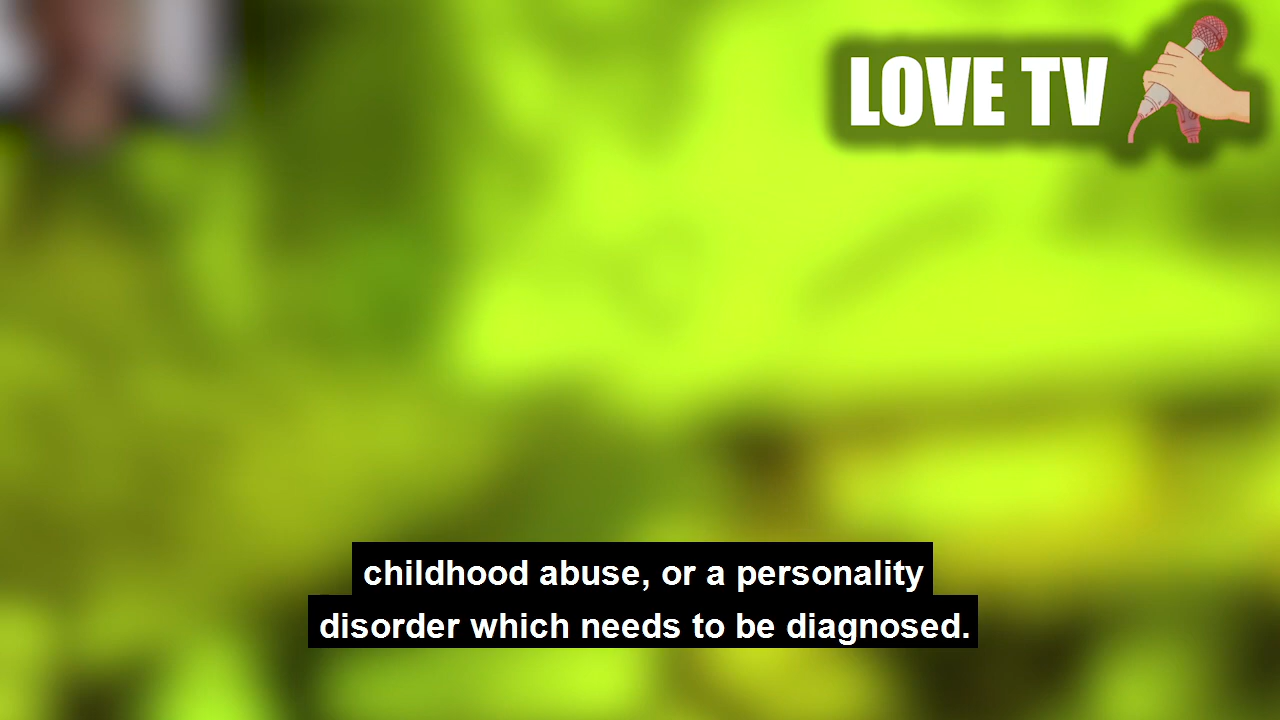 LOVE TV
childhood abuse, or a personality
disorder which needs to be diagnosed.